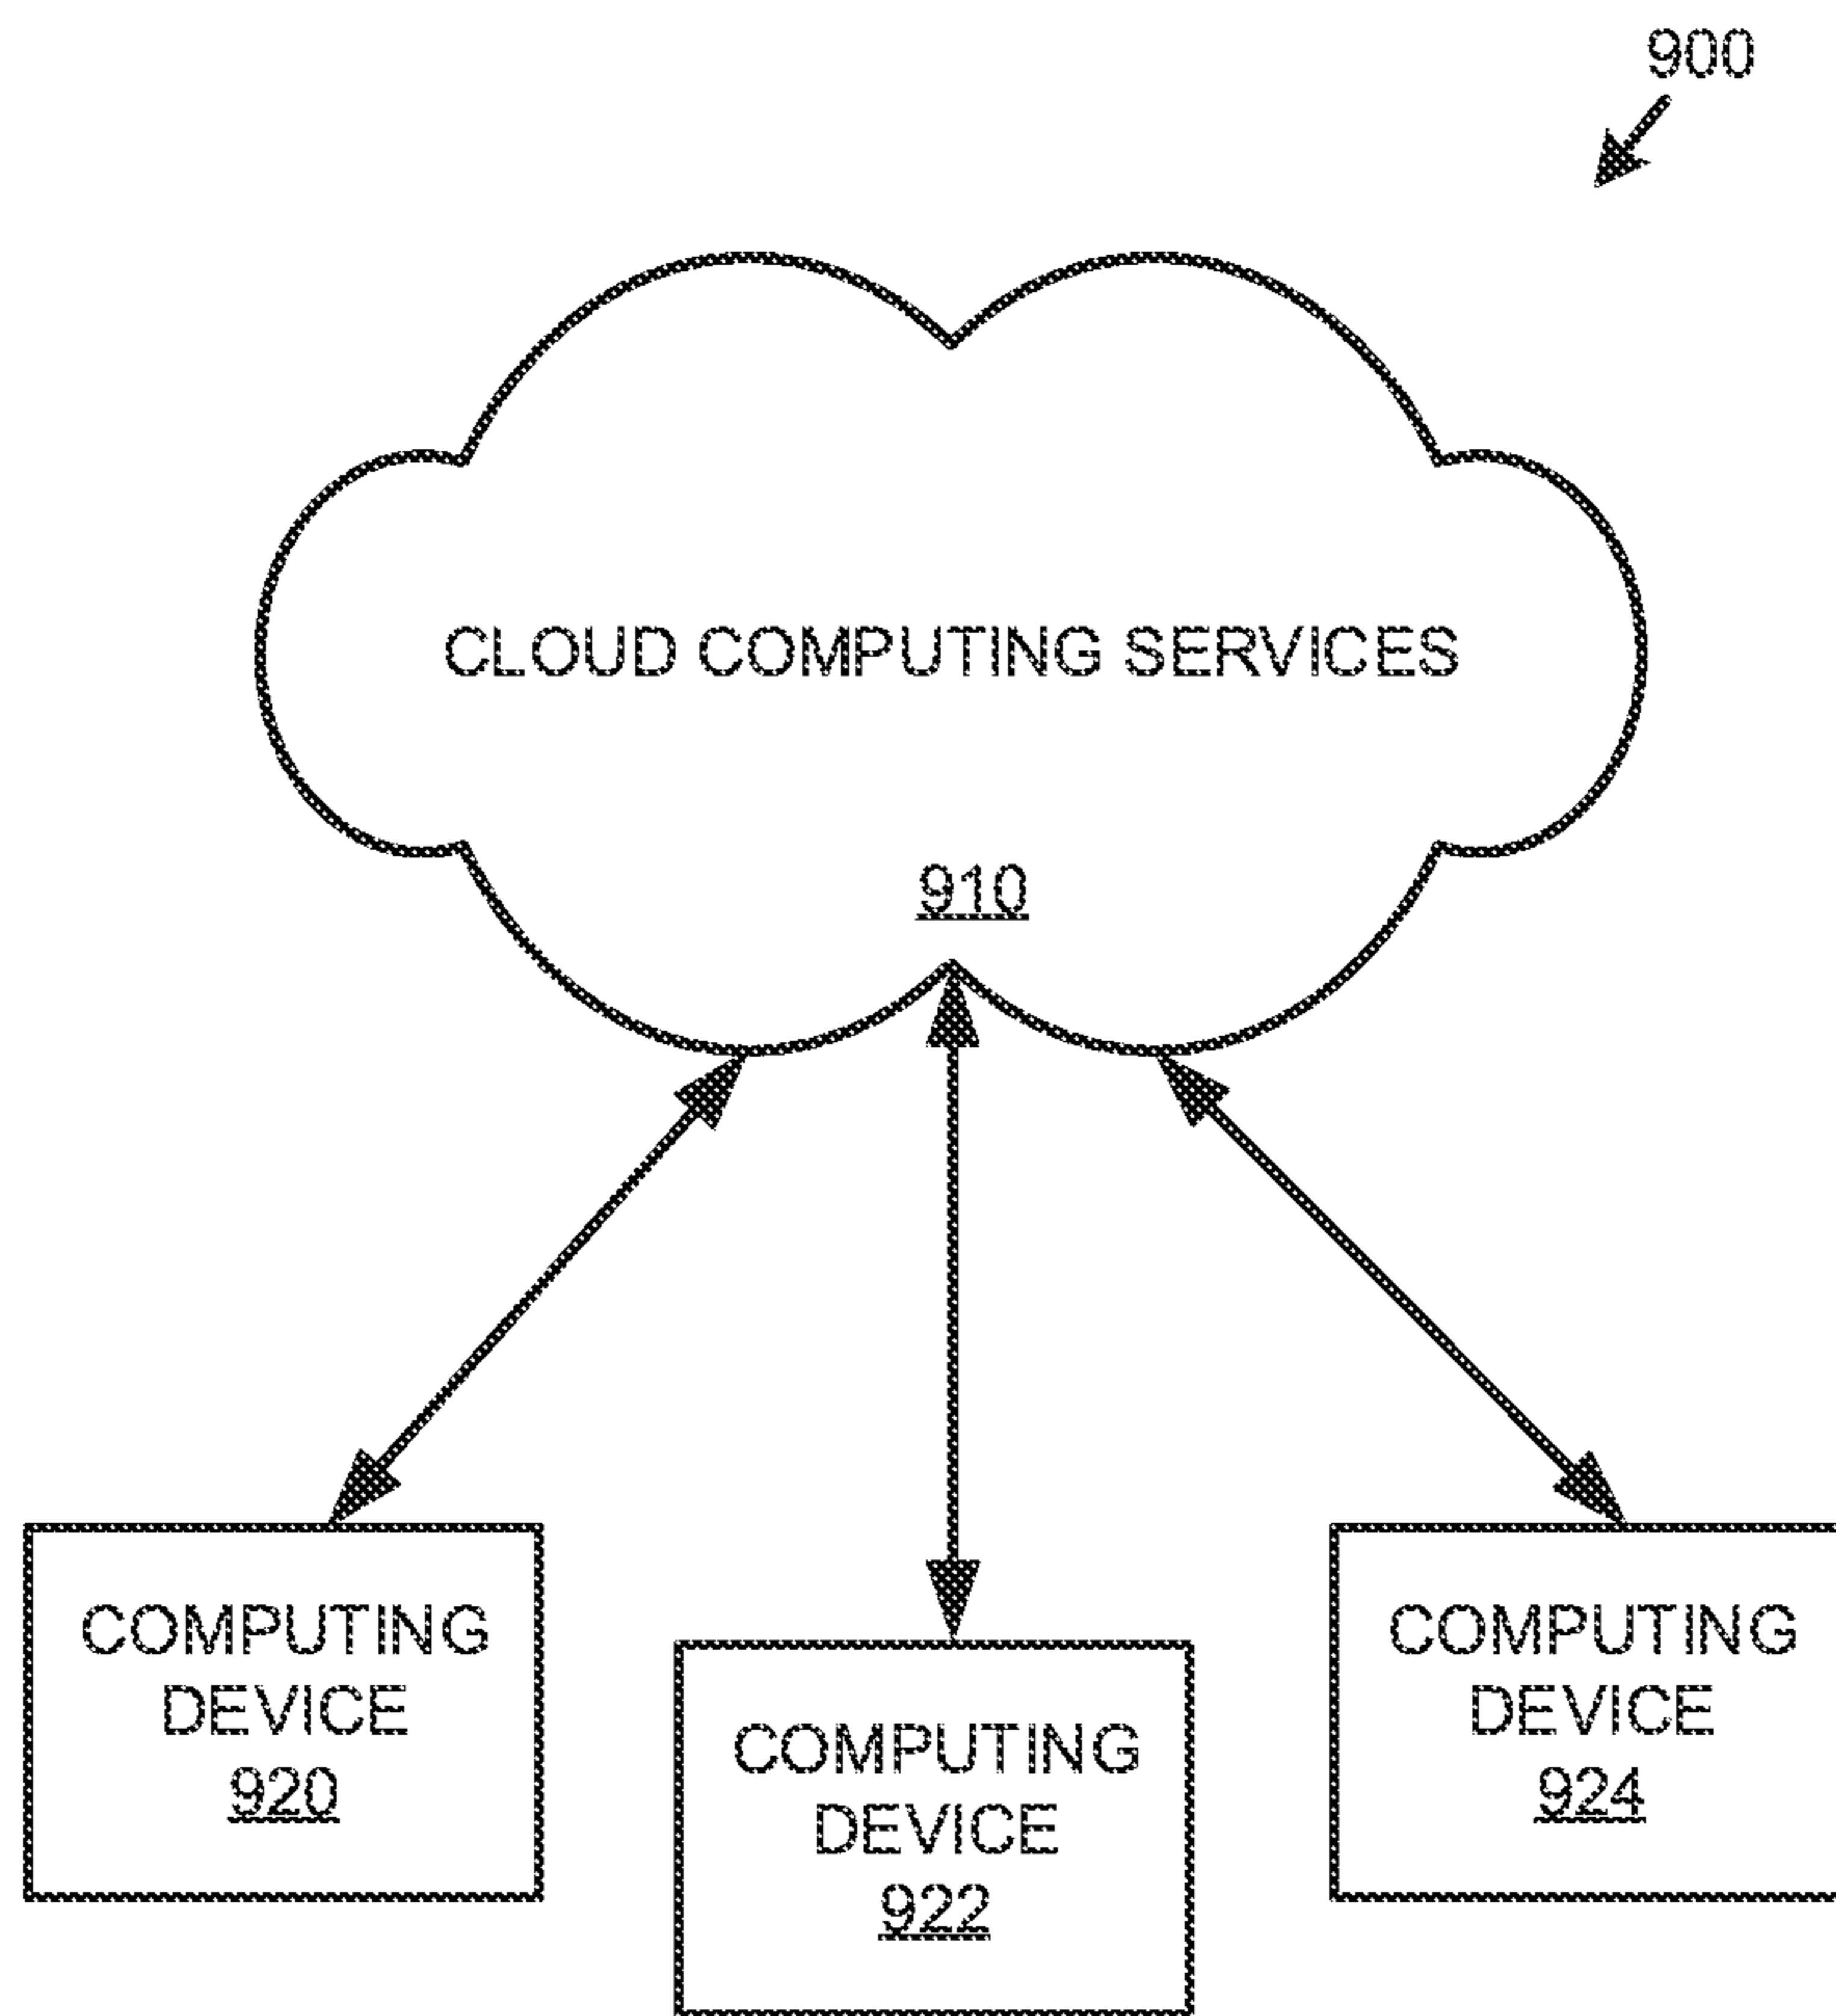 900
CLOUD COMPUTING SERVICES
910
COMPUTING
DEVICE
920
COMPUTING
DEVICE
922
COMPUTING
DEVICE
924